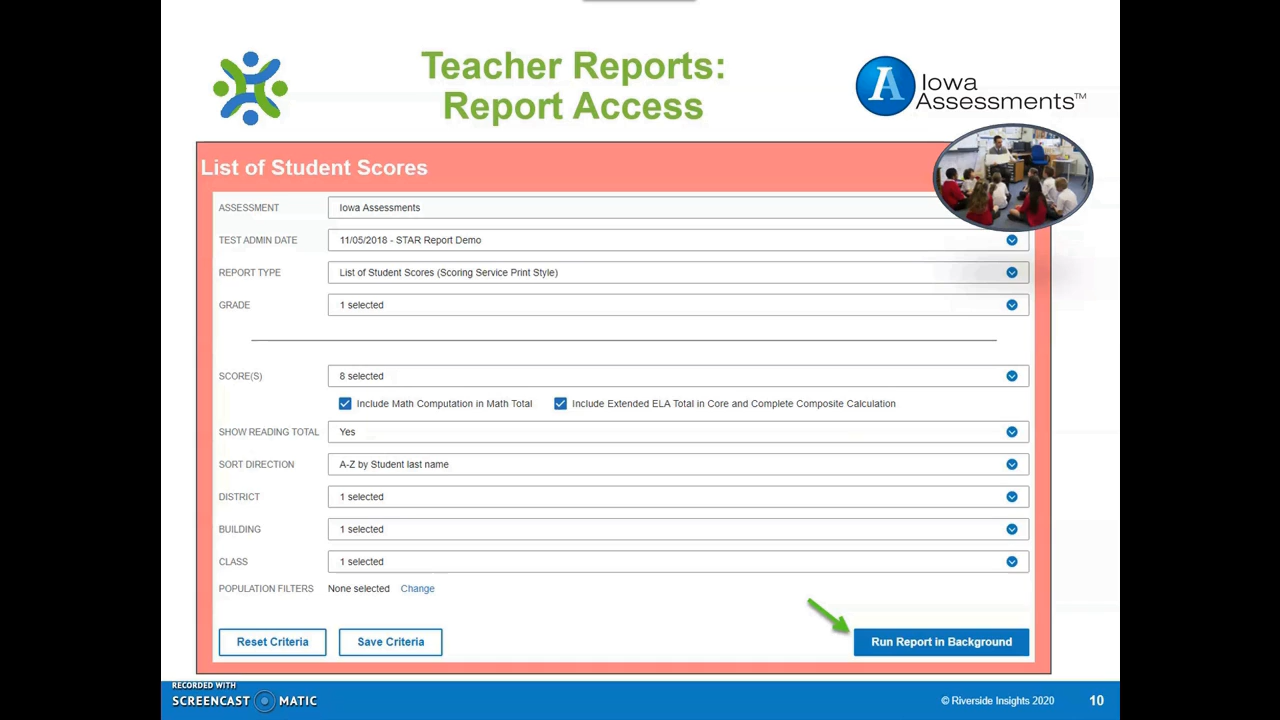 Teacher Reports:
Report Access
A
Iowa
Assessments™
List of Student Scores
ASSESSMENT Iowa Assessments
TEST ADMIN DATE 11/05/2018 - STAR Report Demo
REPORT TYPE List of Student Scores (Scoring Service Print Style)
GRADE 1 selected
SCORE(S) 8 selected
Include Math Computation in Math Total Include Extended ELA Total in Core and Complete Composite Calculation
SHOW READING TOTAL Yes
SORT DIRECTION A-Z by Student last name
DISTRICT 1 selected
BUILDING 1 selected
CLASS 1 selected
POPULATION FILTERS None selected Change
Reset Criteria Save Criteria Run Report in Background
RECORDED WITH
SCREENCAST MATIC
© Riverside Insights 2020 10